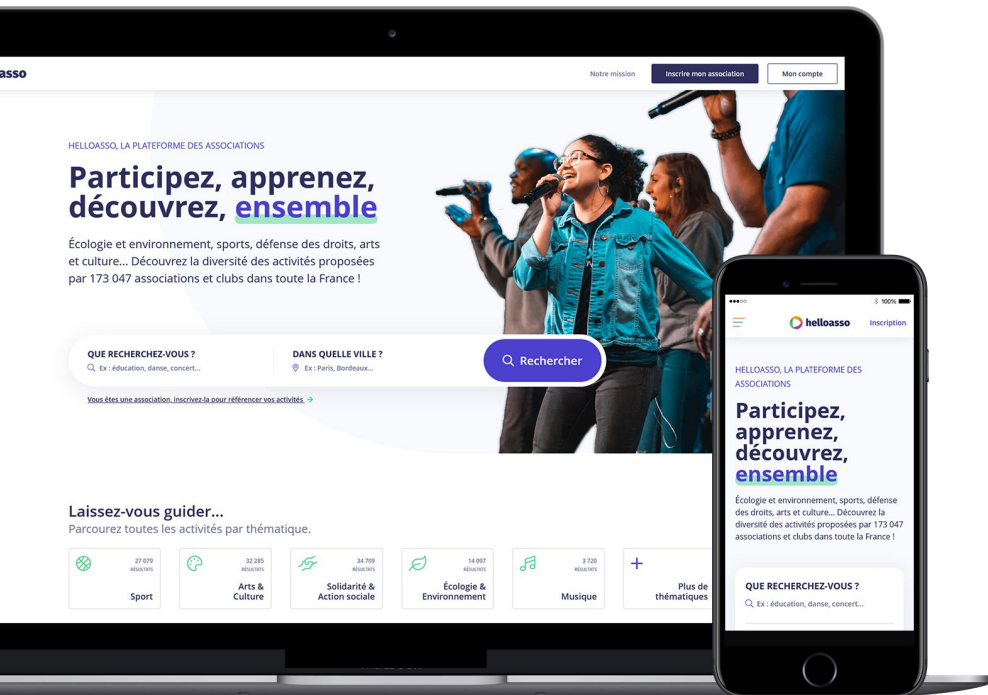 asso
Notre mission
Inscrire mon association
Mon compte
HELLOASSO, LA PLATEFORME DES ASSOCIATIONS
Participez, apprenez,
découvrez, ensemble
Écologie et environnement, sports, défense des droits, arts
et culture... Découvrez la diversité des activités proposées
par 173 047 associations et clubs dans toute la France !
QUE RECHERCHEZ-VOUS ?
Ex : éducation, danse, concert...
DANS QUELLE VILLE ?
Ex : Paris, Bordeaux...
Rechercher
Vous êtes une association, inscrivez-la pour référencer vos activités
Laissez-vous guider...
Parcourez toutes les activités par thématique.
27 079
RÉSULTATS
Sport
32 285
RÉSULTATS
Arts &
Culture
34 709
RÉSULTATS
Solidarité &
Action sociale
14 097
RÉSULTATS
Écologie &
Environnement
3 720
RÉSULTATS
Musique
Plus de
thématiques
100%
helloasso
Inscription
HELLOASSO, LA PLATEFORME DES
ASSOCIATIONS
Participez,
apprenez,
découvrez,
ensemble
Écologie et environnement, sports, défense
des droits, arts et culture... Découvrez la
diversité des activités proposées par 173 047
associations et clubs dans toute la France !
QUE RECHERCHEZ-VOUS ?
Ex : éducation, danse, concert...